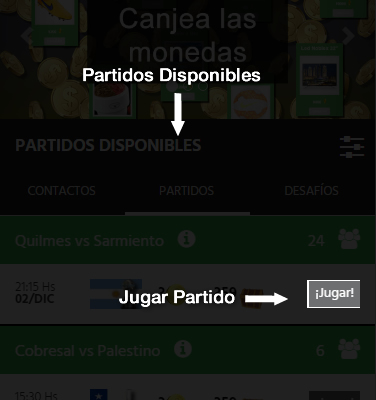 Canjea las
monedas
Partidos Disponibles
PARTIDOS DISPONIBLES
CONTACTOS PARTIDOS DESAFÍOS
Quilmes vs Sarmiento 24
21:15 Hs
02/DIC
Jugar Partido
¡Jugar!
Cobresal vs Palestino 6
15:30 Hs